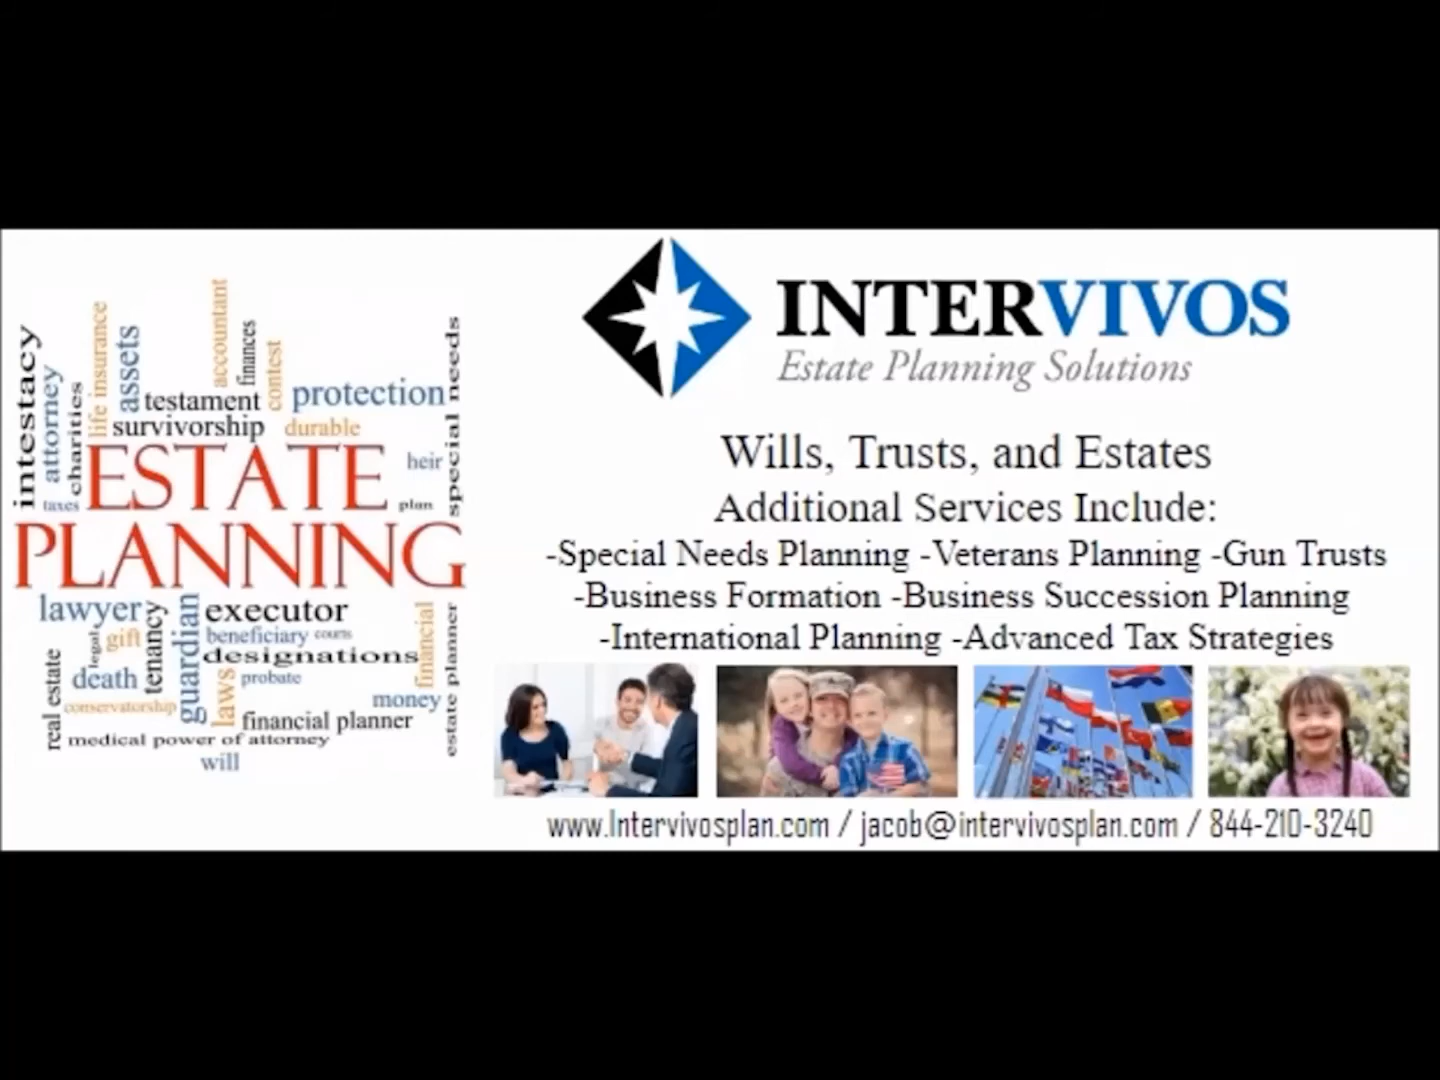 intestacy
attorney
charities
life insurance
assets
accountant
finances
contest
special needs
testament
protection
survivorship
durable
heir
taxes
plan
ESTATE
PLANNING
lawyer
executor
legal
gift
tenancy
guardian
beneficiary
courts
designations
financial
estate planner
real estate
death
laws
probate
conservatorship
money
financial planner
medical power of attorney
will
INTERVIVOS
Estate Planning Solutions
Wills, Trusts, and Estates
Additional Services Include:
-Special Needs Planning -Veterans Planning -Gun Trusts
-Business Formation -Business Succession Planning
-International Planning -Advanced Tax Strategies
www.Intervivosplan.com / jacob@intervivosplan.com / 844-210-3240